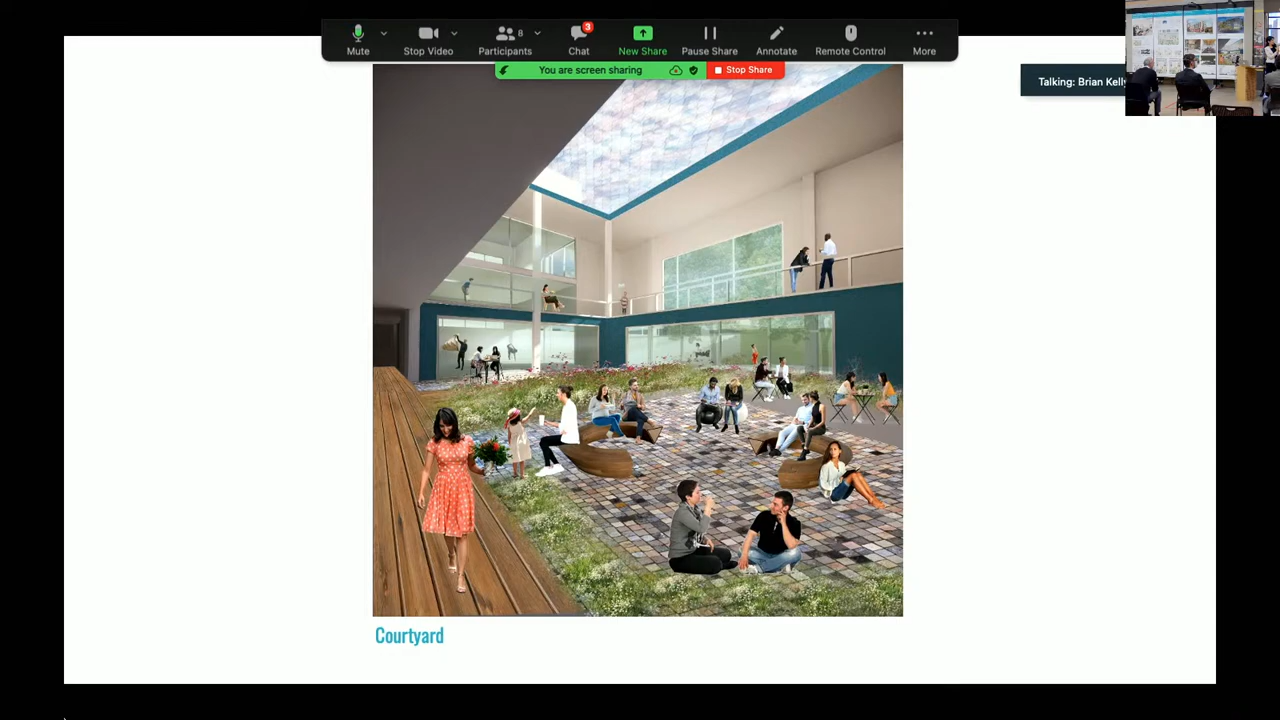 Mute
Stop Video
Participants
8
Chat
3
New Share
Pause Share
Annotate
Remote Control
More
You are screen sharing
Stop Share
Talking: Brian Kelly
Courtyard